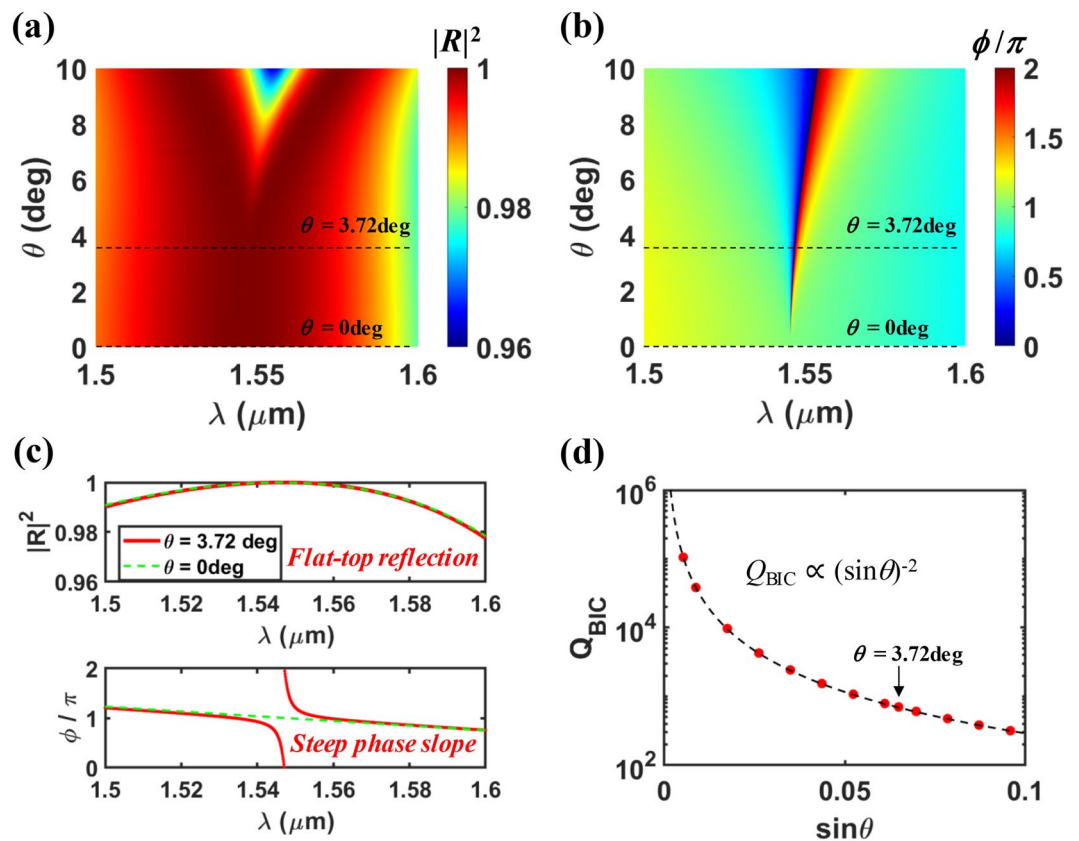 (a)
|R|²
10
8
6
4
2
0
θ (deg)
θ = 3.72deg
θ = 0deg
1.5
1.55
1.6
λ (μm)
1
0.98
0.96
(b)
ϕ/π
10
8
6
4
2
0
θ (deg)
θ = 3.72deg
θ = 0deg
1.5
1.55
1.6
λ (μm)
2
1.5
1
0.5
0
(c)
|R|²
1
0.98
0.96
θ = 3.72 deg
θ = 0deg
Flat-top reflection
1.5
1.52
1.54
1.56
1.58
1.6
λ (μm)
ϕ / π
2
1
0
Steep phase slope
1.5
1.52
1.54
1.56
1.58
1.6
λ (μm)
(d)
Q_BIC
10⁶
10⁴
10²
Q_BIC ∝ (sinθ)⁻²
θ = 3.72deg
0
0.05
0.1
sinθ